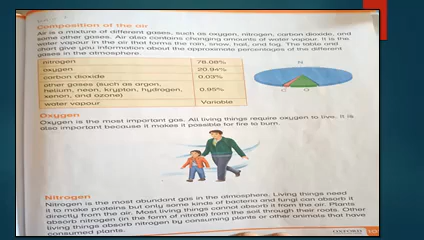 Composition of the air
Air is a mixture of different gases, such as oxygen, nitrogen, carbon dioxide, and
some other gases. Air also contains changing amounts of water vapour. It is the
water vapour in the air that forms the rain, snow, hail, and fog. The table and
chart give you information about the approximate percentages of the different
gases in the atmosphere.
nitrogen 78.08%
oxygen 20.94%
carbon dioxide 0.03%
other gases (such as argon,
helium, neon, krypton, hydrogen,
xenon, and ozone) 0.95%
water vapour Variable
N
O
Oxygen
Oxygen is the most important gas. All living things require oxygen to live. It is
also important because it makes it possible for fire to burn.
Nitrogen
Nitrogen is the most abundant gas in the atmosphere. Living things need
it to make proteins but only some kinds of bacteria and fungi can absorb it
directly from the air. Most living things cannot absorb it from the air. Plants
absorb nitrogen (in the form of nitrate) from the soil through their roots. Other
living things absorb nitrogen by consuming plants or other animals that have
consumed plants.
OXFORD